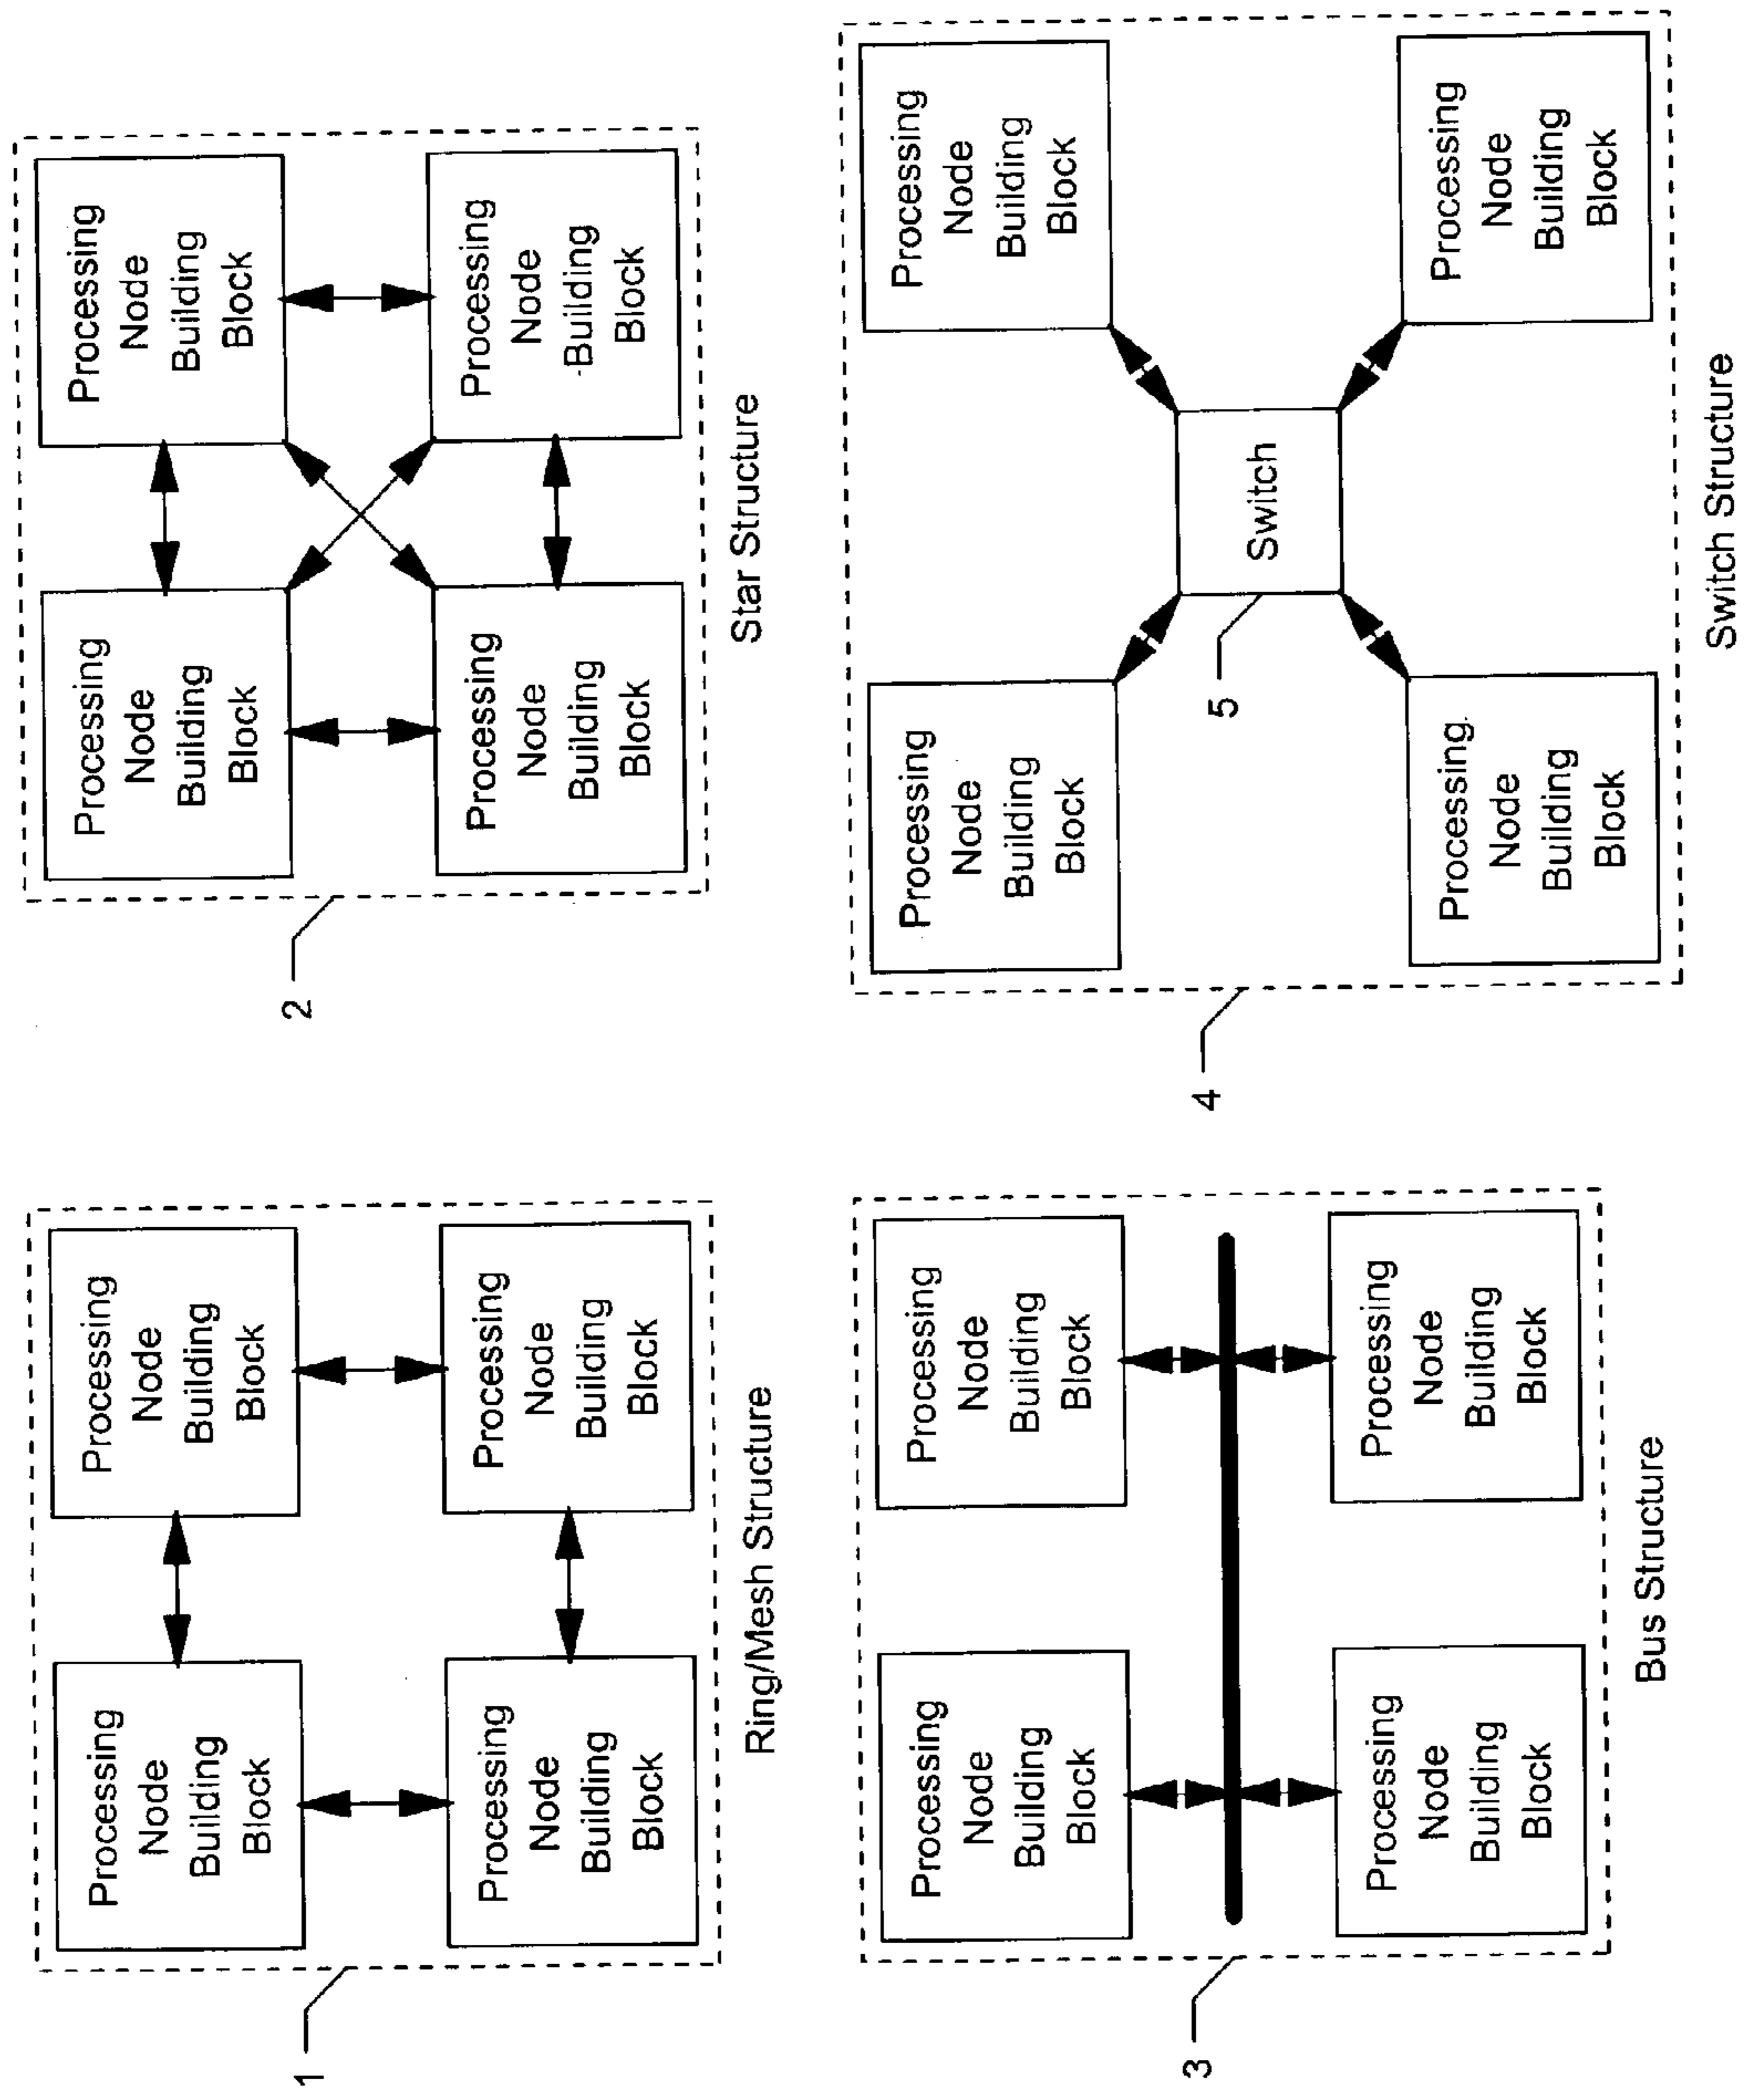 Processing
Node
Building
Block
Processing
Node
Building
Block
Processing
Node
Building
Block
Processing
Node
Building
Block
1
Ring/Mesh Structure
Processing
Node
Building
Block
Processing
Node
Building
Block
Processing
Node
Building
Block
Processing
Node
Building
Block
2
Star Structure
Processing
Node
Building
Block
Processing
Node
Building
Block
Processing
Node
Building
Block
Processing
Node
Building
Block
3
Bus Structure
Processing
Node
Building
Block
Processing
Node
Building
Block
5
Switch
Processing
Node
Building
Block
Processing
Node
Building
Block
4
Switch Structure